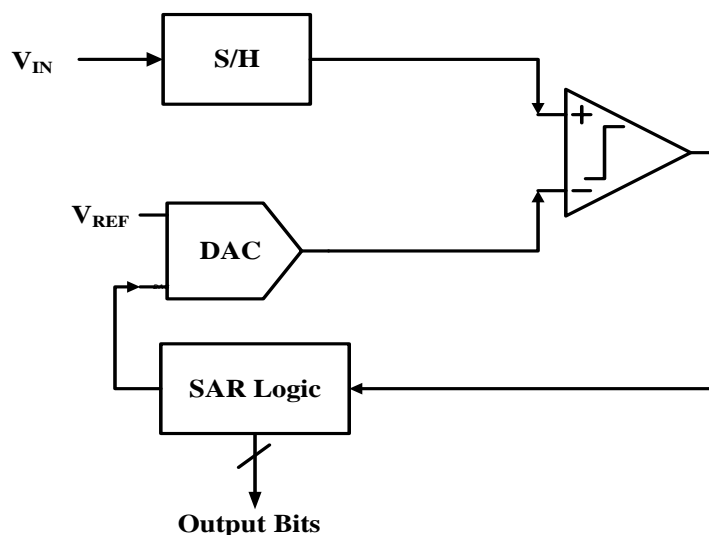 S/H
V_IN
+
−
V_REF
DAC
SAR Logic
Output Bits